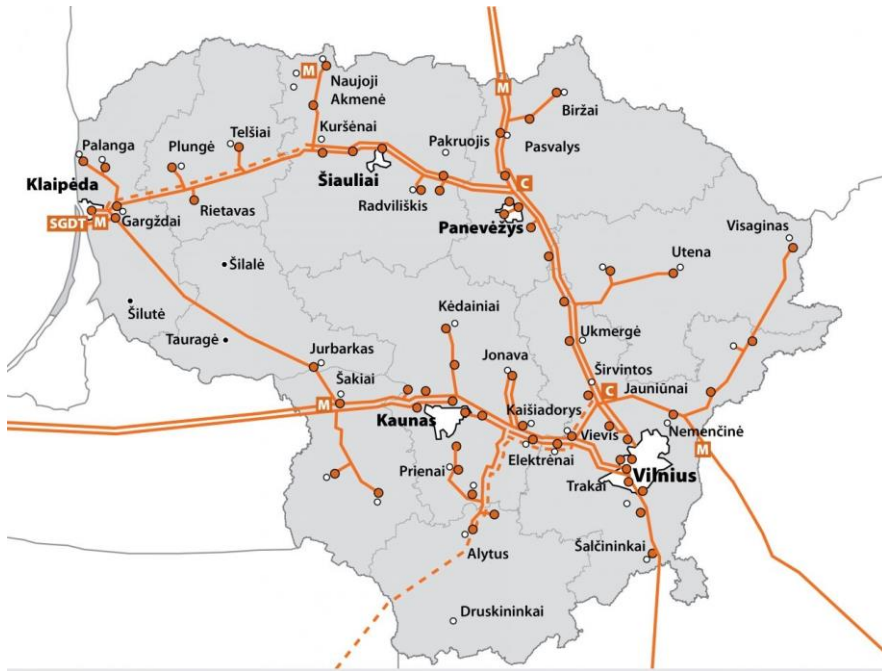 M
Naujoji
Akmenė
M
Biržai
Palanga
Plungė
Telšiai
Kuršėnai
Pakruojis
Pasvalys
Klaipėda
Šiauliai
C
SGDT
M
Gargždai
Rietavas
Radviliškis
Panevėžys
Visaginas
Šilalė
Utena
Šilutė
Kėdainiai
Tauragė
Ukmergė
Jurbarkas
Jonava
Širvintos
Šakiai
C
Jauniūnai
M
Kaunas
Kaišiadorys
Vievis
Nemenčinė
M
Prienai
Elektrėnai
Vilnius
Trakai
Alytus
Šalčininkai
Druskininkai